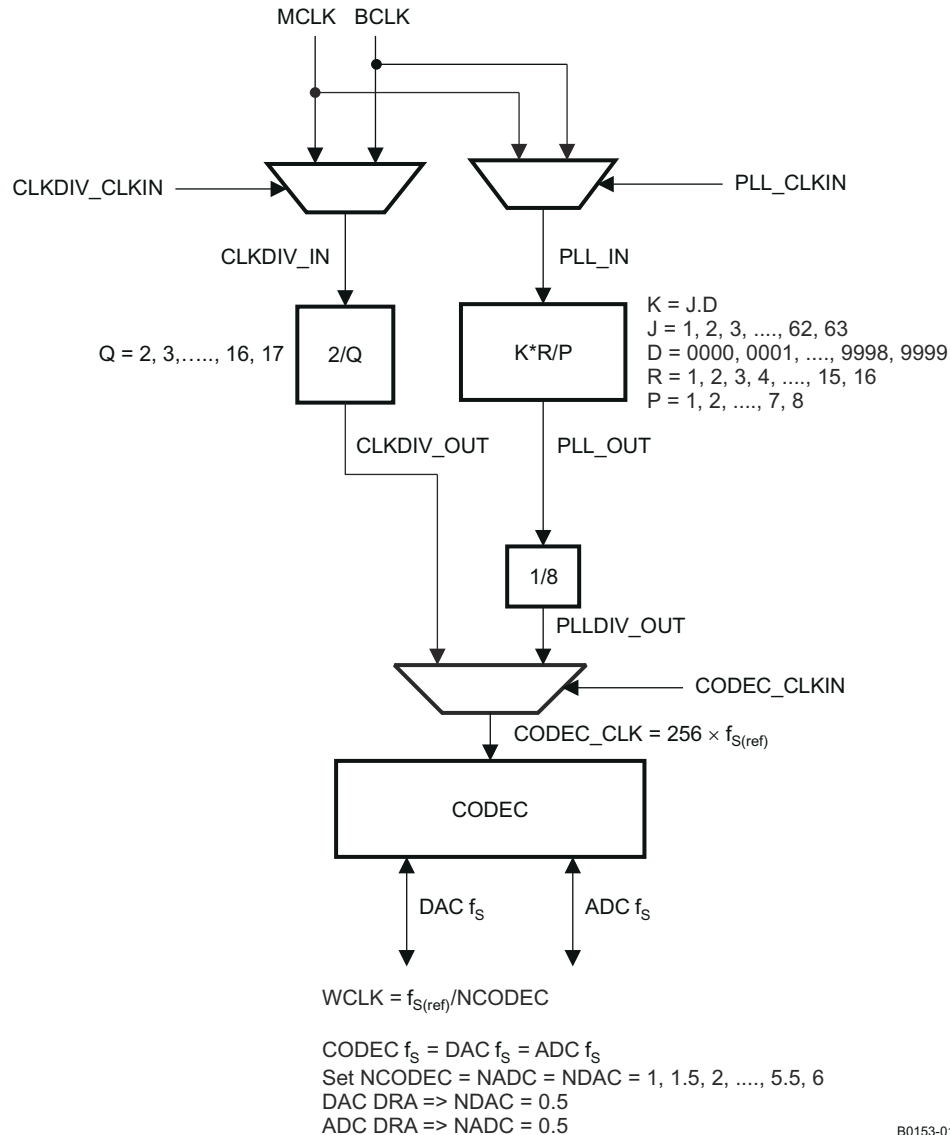 MCLK BCLK
CLKDIV_CLKIN
PLL_CLKIN
CLKDIV_IN
PLL_IN
Q = 2, 3,....., 16, 17
2/Q
K*R/P
K = J.D
J = 1, 2, 3, ...., 62, 63
D = 0000, 0001, ...., 9998, 9999
R = 1, 2, 3, 4, ...., 15, 16
P = 1, 2, ...., 7, 8
CLKDIV_OUT
PLL_OUT
1/8
PLLDIV_OUT
CODEC_CLKIN
CODEC_CLK = 256 × fS(ref)
CODEC
DAC fS
ADC fS
WCLK = fS(ref)/NCODEC
CODEC fS = DAC fS = ADC fS
Set NCODEC = NADC = NDAC = 1, 1.5, 2, ...., 5.5, 6
DAC DRA => NDAC = 0.5
ADC DRA => NADC = 0.5